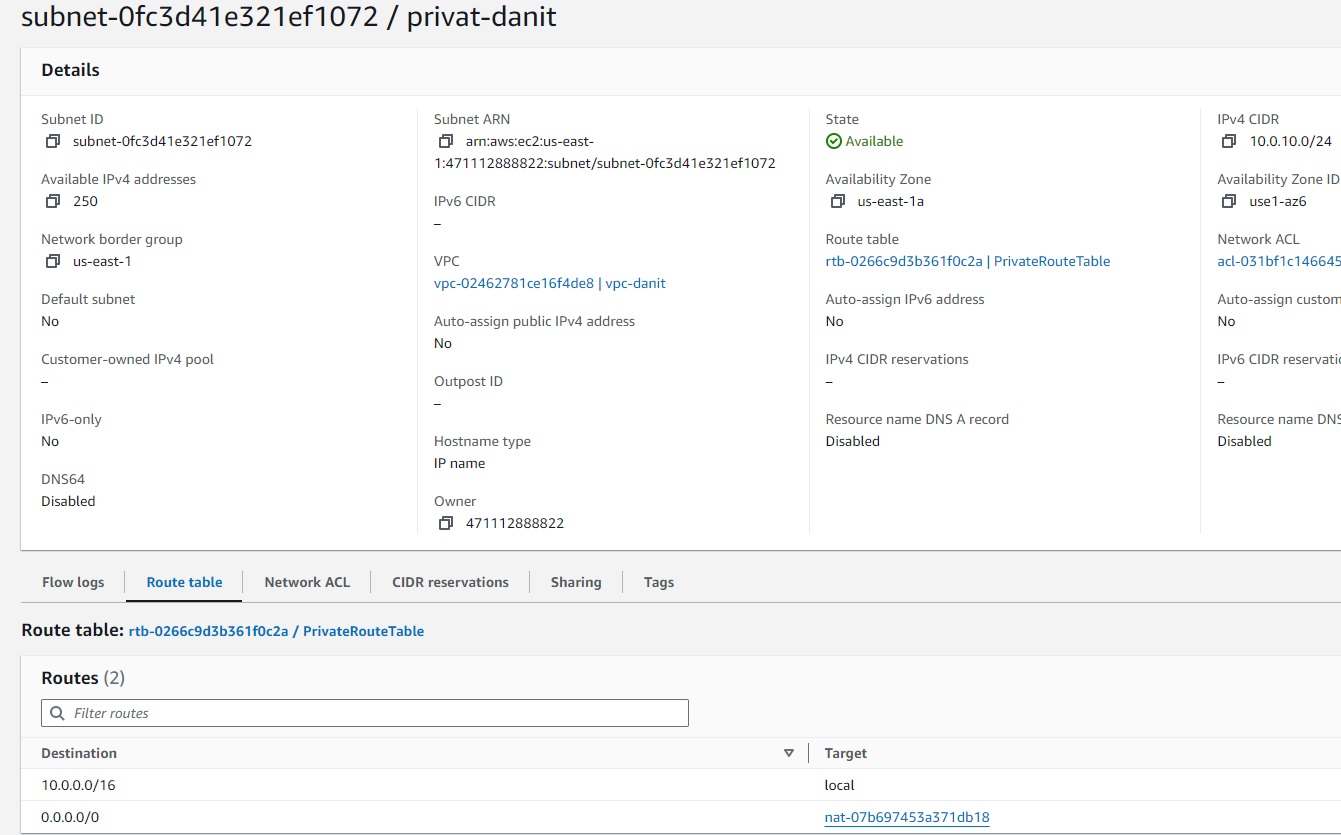 subnet-0fc3d41e321ef1072 / privat-danit
Details
Subnet ID
subnet-0fc3d41e321ef1072
Available IPv4 addresses
250
Network border group
us-east-1
Default subnet
No
Customer-owned IPv4 pool
–
IPv6-only
No
DNS64
Disabled
Subnet ARN
arn:aws:ec2:us-east-
1:471112888822:subnet/subnet-0fc3d41e321ef1072
IPv6 CIDR
–
VPC
vpc-02462781ce16f4de8 | vpc-danit
Auto-assign public IPv4 address
No
Outpost ID
–
Hostname type
IP name
Owner
471112888822
State
Available
Availability Zone
us-east-1a
Route table
rtb-0266c9d3b361f0c2a | PrivateRouteTable
Auto-assign IPv6 address
No
IPv4 CIDR reservations
–
Resource name DNS A record
Disabled
IPv4 CIDR
10.0.10.0/24
Availability Zone ID
use1-az6
Network ACL
acl-031bf1c146645
Auto-assign custom
No
IPv6 CIDR reservatio
–
Resource name DNS
Disabled
Flow logs
Route table
Network ACL
CIDR reservations
Sharing
Tags
Route table: rtb-0266c9d3b361f0c2a / PrivateRouteTable
Routes (2)
Filter routes
Destination Target
10.0.0.0/16 local
0.0.0.0/0 nat-07b697453a371db18